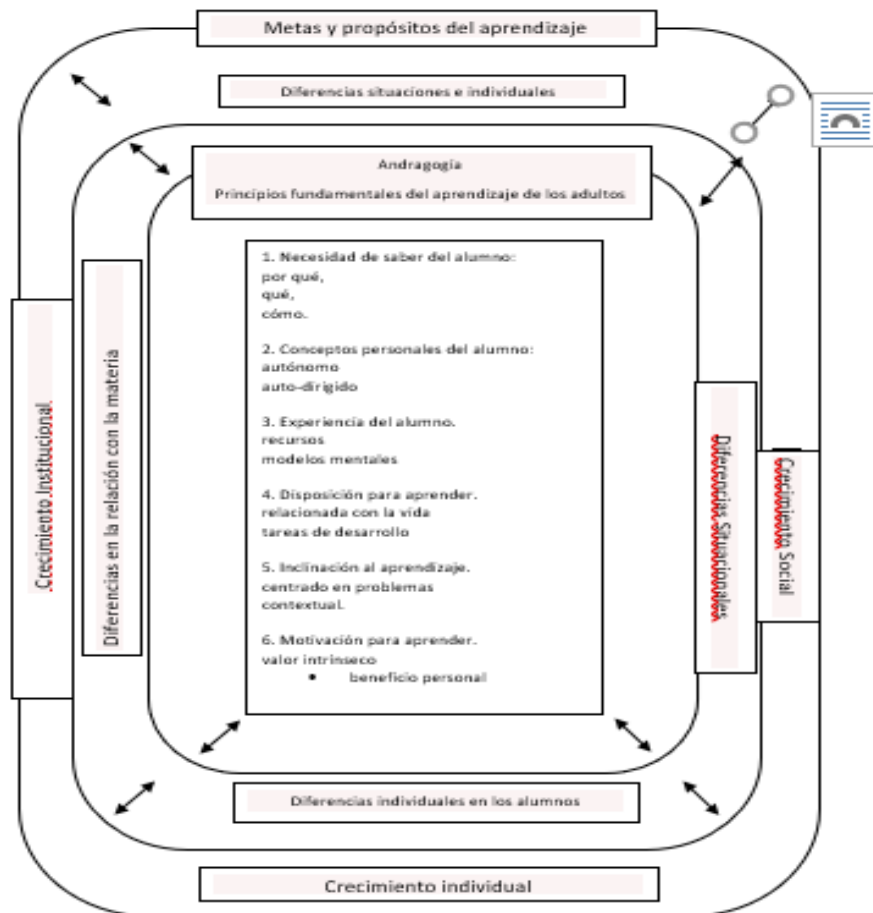 Metas y propósitos del aprendizaje
Diferencias situaciones e individuales
Andragogía
Principios fundamentales del aprendizaje de los adultos
Crecimiento Institucional
Diferencias en la relación con la materia
1. Necesidad de saber del alumno:
por qué,
qué,
cómo.
2. Conceptos personales del alumno:
autónomo
auto-dirigido
3. Experiencia del alumno.
recursos
modelos mentales
4. Disposición para aprender.
relacionada con la vida
tareas de desarrollo
5. Inclinación al aprendizaje.
centrado en problemas
contextual.
6. Motivación para aprender.
valor intrínseco
• beneficio personal
Diferencias Situacionales
Crecimiento Social
Diferencias individuales en los alumnos
Crecimiento individual